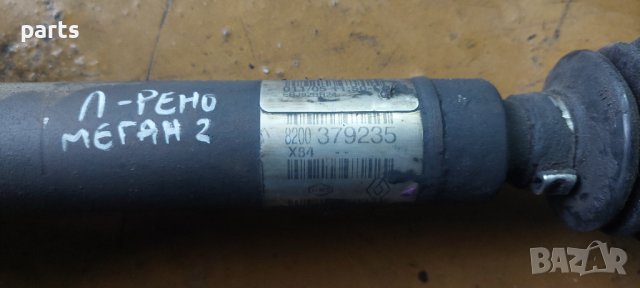 parts
Л-РЕНО
МЕГАН 2
8200 379235
X84 --
BAZAR